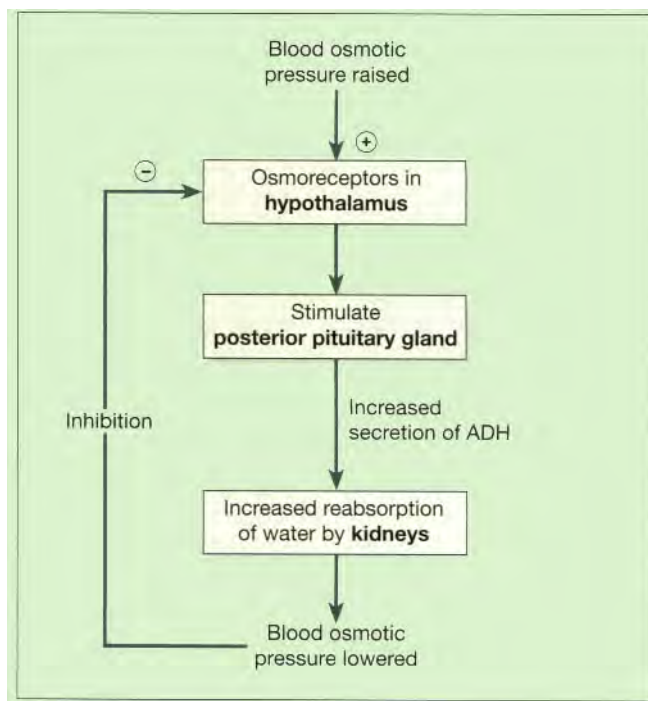 Blood osmotic
pressure raised
+
−
Osmoreceptors in
hypothalamus
Stimulate
posterior pituitary gland
Inhibition
Increased
secretion of ADH
Increased reabsorption
of water by kidneys
Blood osmotic
pressure lowered